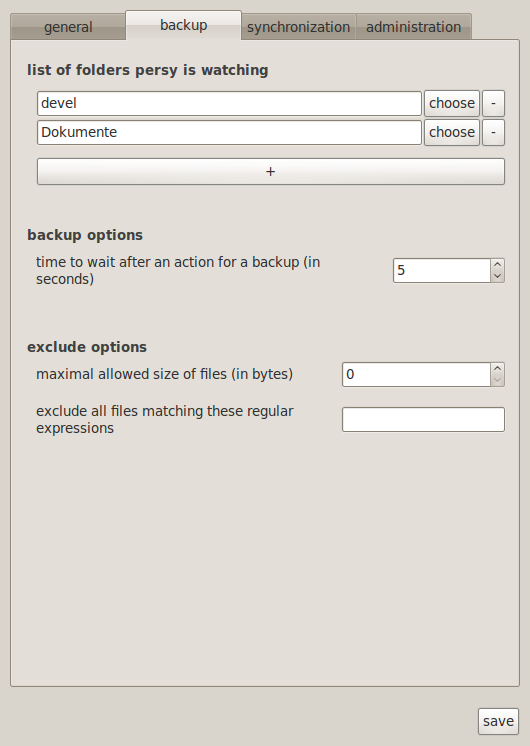 general backup synchronization administration
list of folders persy is watching
devel choose -
Dokumente choose -
+
backup options
time to wait after an action for a backup (in
seconds)
5
exclude options
maximal allowed size of files (in bytes) 0
exclude all files matching these regular
expressions
save